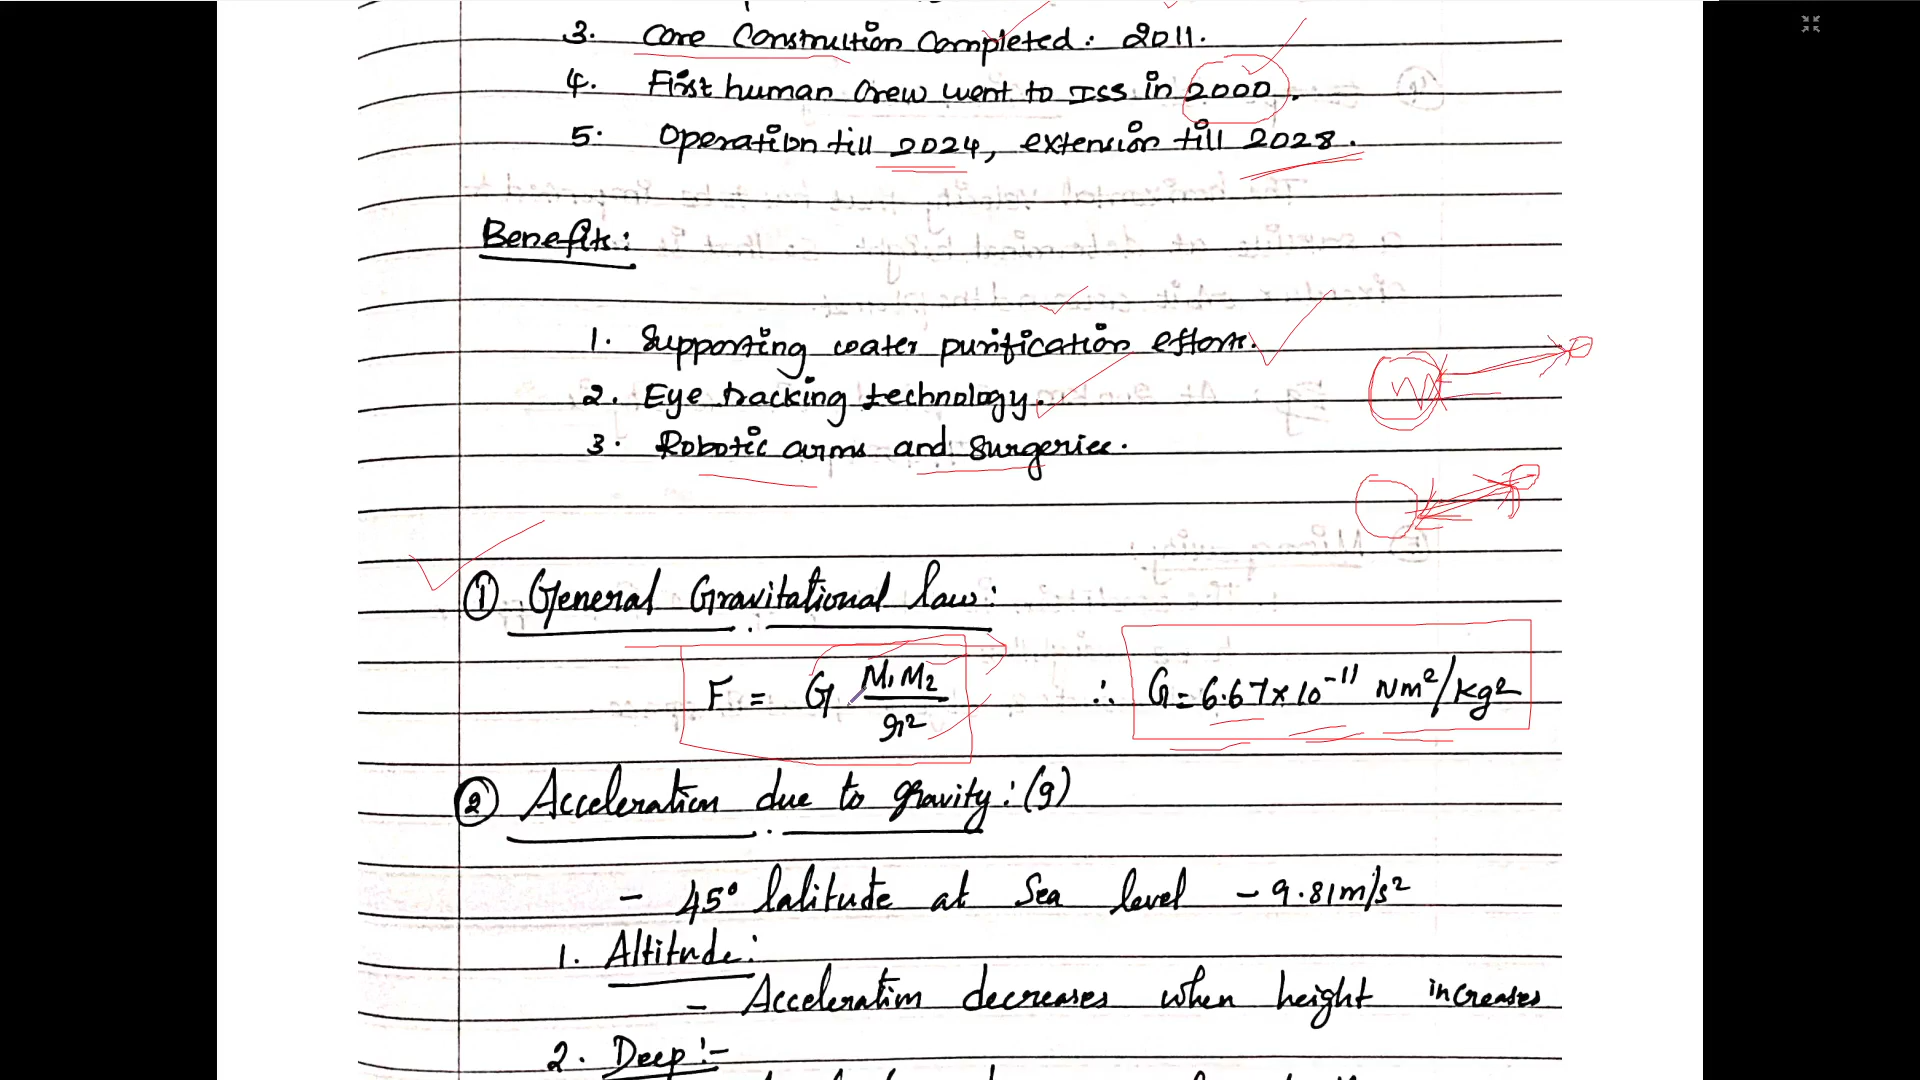 3. Core Construction Completed: 2011.
4. First human Crew went to ISS in 2000.
5. Operation till 2024, extension till 2028.
Benefits:
1. Supporting water purification efforts.
2. Eye tracking technology.
3. Robotic arms and Surgeries.
① General Gravitational law:
F = G M₁M₂/r² ∴ G = 6.67×10⁻¹¹ Nm²/kg²
② Acceleration due to gravity: (g)
- 45° latitude at Sea level - 9.81m/s²
1. Altitude:
- Acceleration decreases when height increases
2. Deep:-